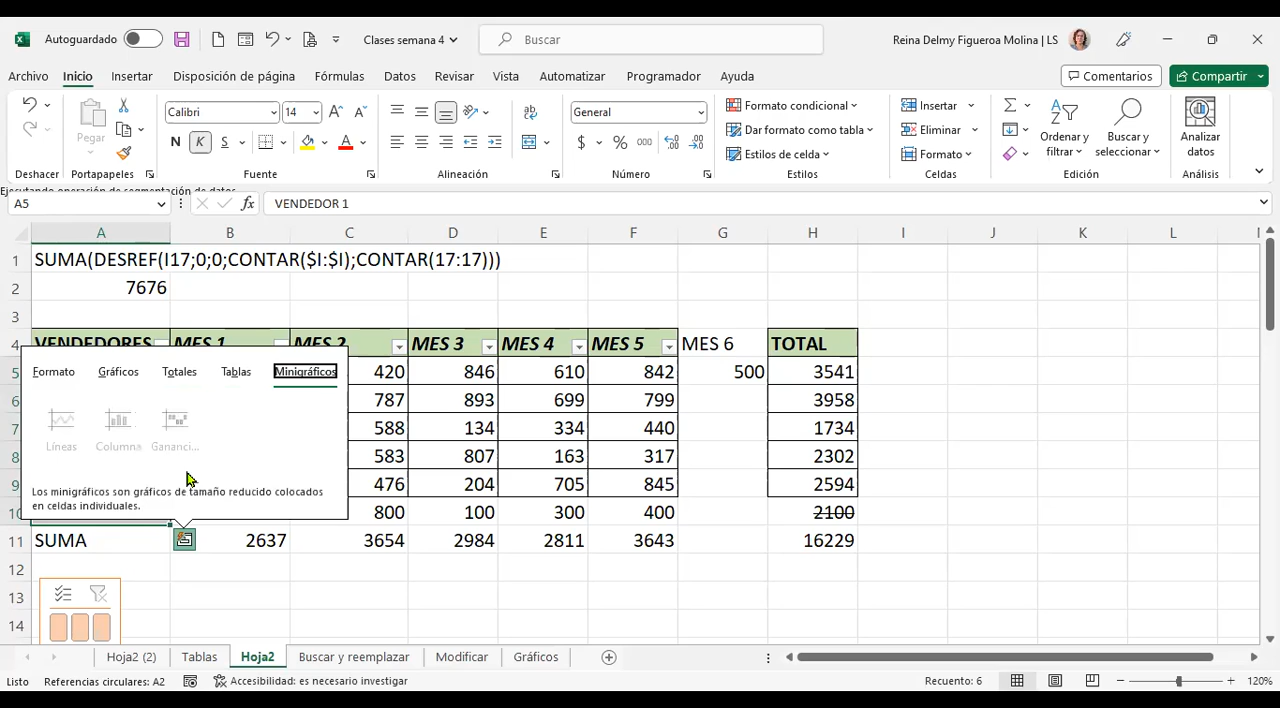 Autoguardado Clases semana 4 Buscar Reina Delmy Figueroa Molina | LS
Archivo Inicio Insertar Disposición de página Fórmulas Datos Revisar Vista Automatizar Programador Ayuda Comentarios Compartir
Pegar Calibri 14 General Formato condicional Insertar
N K S Dar formato como tabla Eliminar Ordenar y filtrar Buscar y seleccionar Analizar datos
$ % 000 Estilos de celda Formato
Deshacer Portapapeles Fuente Alineación Número Estilos Celdas Edición Análisis
Ejecutando operación de segmentación de datos
A5 fx VENDEDOR 1
A B C D E F G H I J K L
1 SUMA(DESREF(I17;0;0;CONTAR($I:$I);CONTAR(17:17)))
2 7676
3
4 VENDEDORES MES 1 MES 2 MES 3 MES 4 MES 5 MES 6 TOTAL
5 420 846 610 842 500 3541
6 787 893 699 799 3958
7 588 134 334 440 1734
8 583 807 163 317 2302
9 476 204 705 845 2594
10 800 100 300 400 2100
11 SUMA 2637 3654 2984 2811 3643 16229
12
13
14
Formato Gráficos Totales Tablas Minigráficos
Líneas Columna Gananci...
Los minigráficos son gráficos de tamaño reducido colocados
en celdas individuales.
Hoja2 (2) Tablas Hoja2 Buscar y reemplazar Modificar Gráficos
Listo Referencias circulares: A2 Accesibilidad: es necesario investigar Recuento: 6 120%